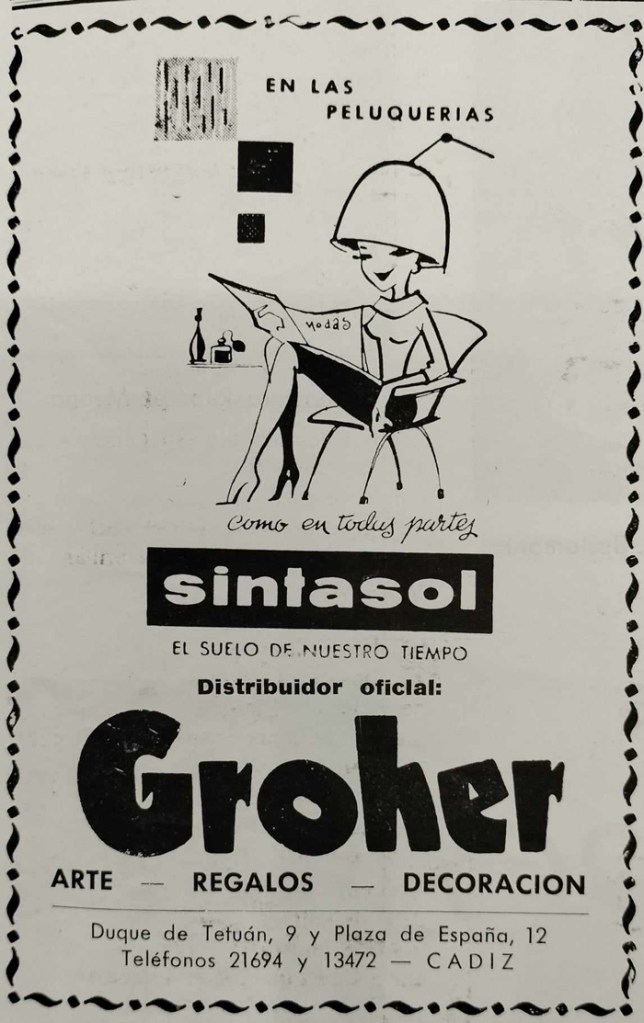 EN LAS
PELUQUERIAS
Modas
como en todas partes
sintasol
EL SUELO DE NUESTRO TIEMPO
Distribuidor oficial:
Groher
ARTE — REGALOS — DECORACION
Duque de Tetuán, 9 y Plaza de España, 12
Teléfonos 21694 y 13472 — CADIZ